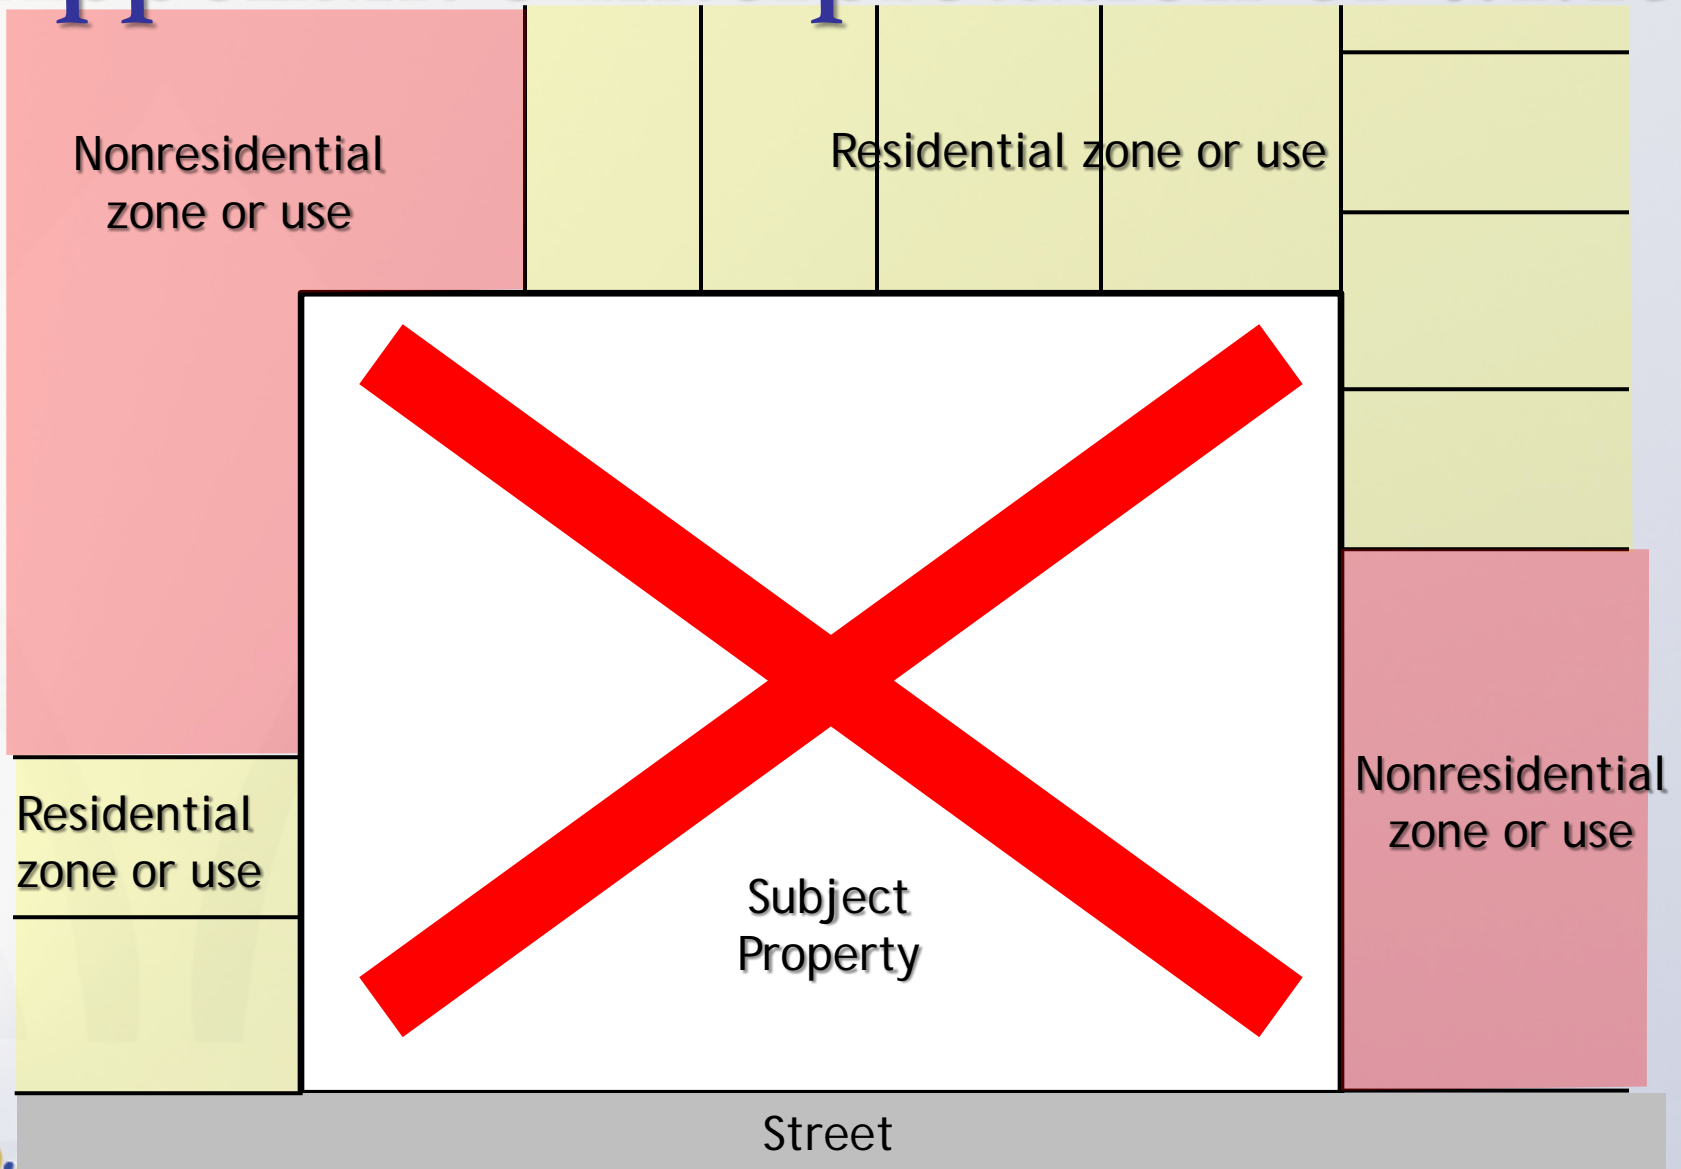 Nonresidential
zone or use
Residential zone or use
Nonresidential
zone or use
Residential
zone or use
Subject
Property
Street